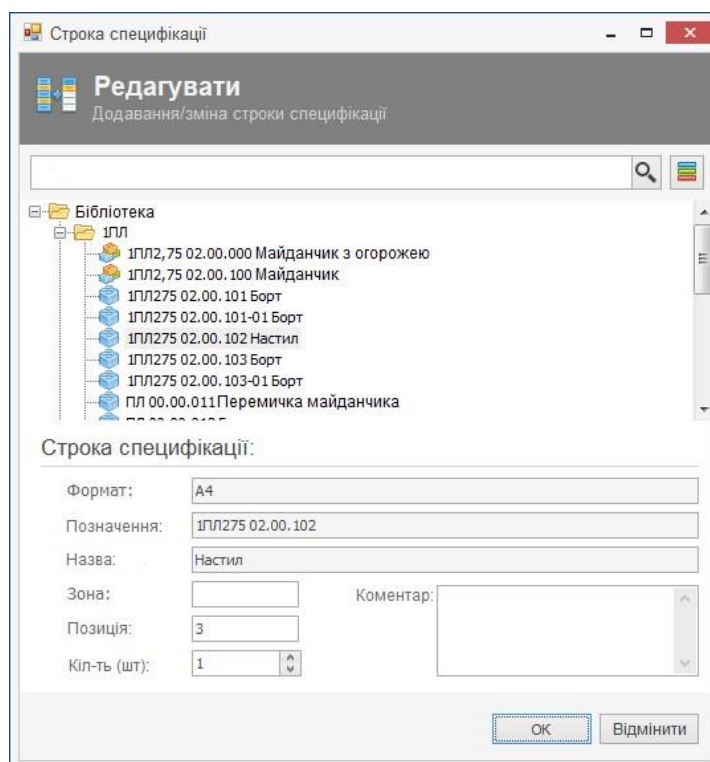 Строка специфікації
Редагувати
Додавання/зміна строки специфікації
Бібліотека
1ПЛ
1ПЛ2,75 02.00.000 Майданчик з огорожею
1ПЛ2,75 02.00.100 Майданчик
1ПЛ275 02.00.101 Борт
1ПЛ275 02.00.101-01 Борт
1ПЛ275 02.00.102 Настил
1ПЛ275 02.00.103 Борт
1ПЛ275 02.00.103-01 Борт
ПЛ 00.00.011 Перемичка майданчика
Строка специфікації:
Формат: A4
Позначення: 1ПЛ275 02.00.102
Назва: Настил
Зона: Коментар:
Позиція: 3
Кіл-ть (шт): 1
ОК Відмінити